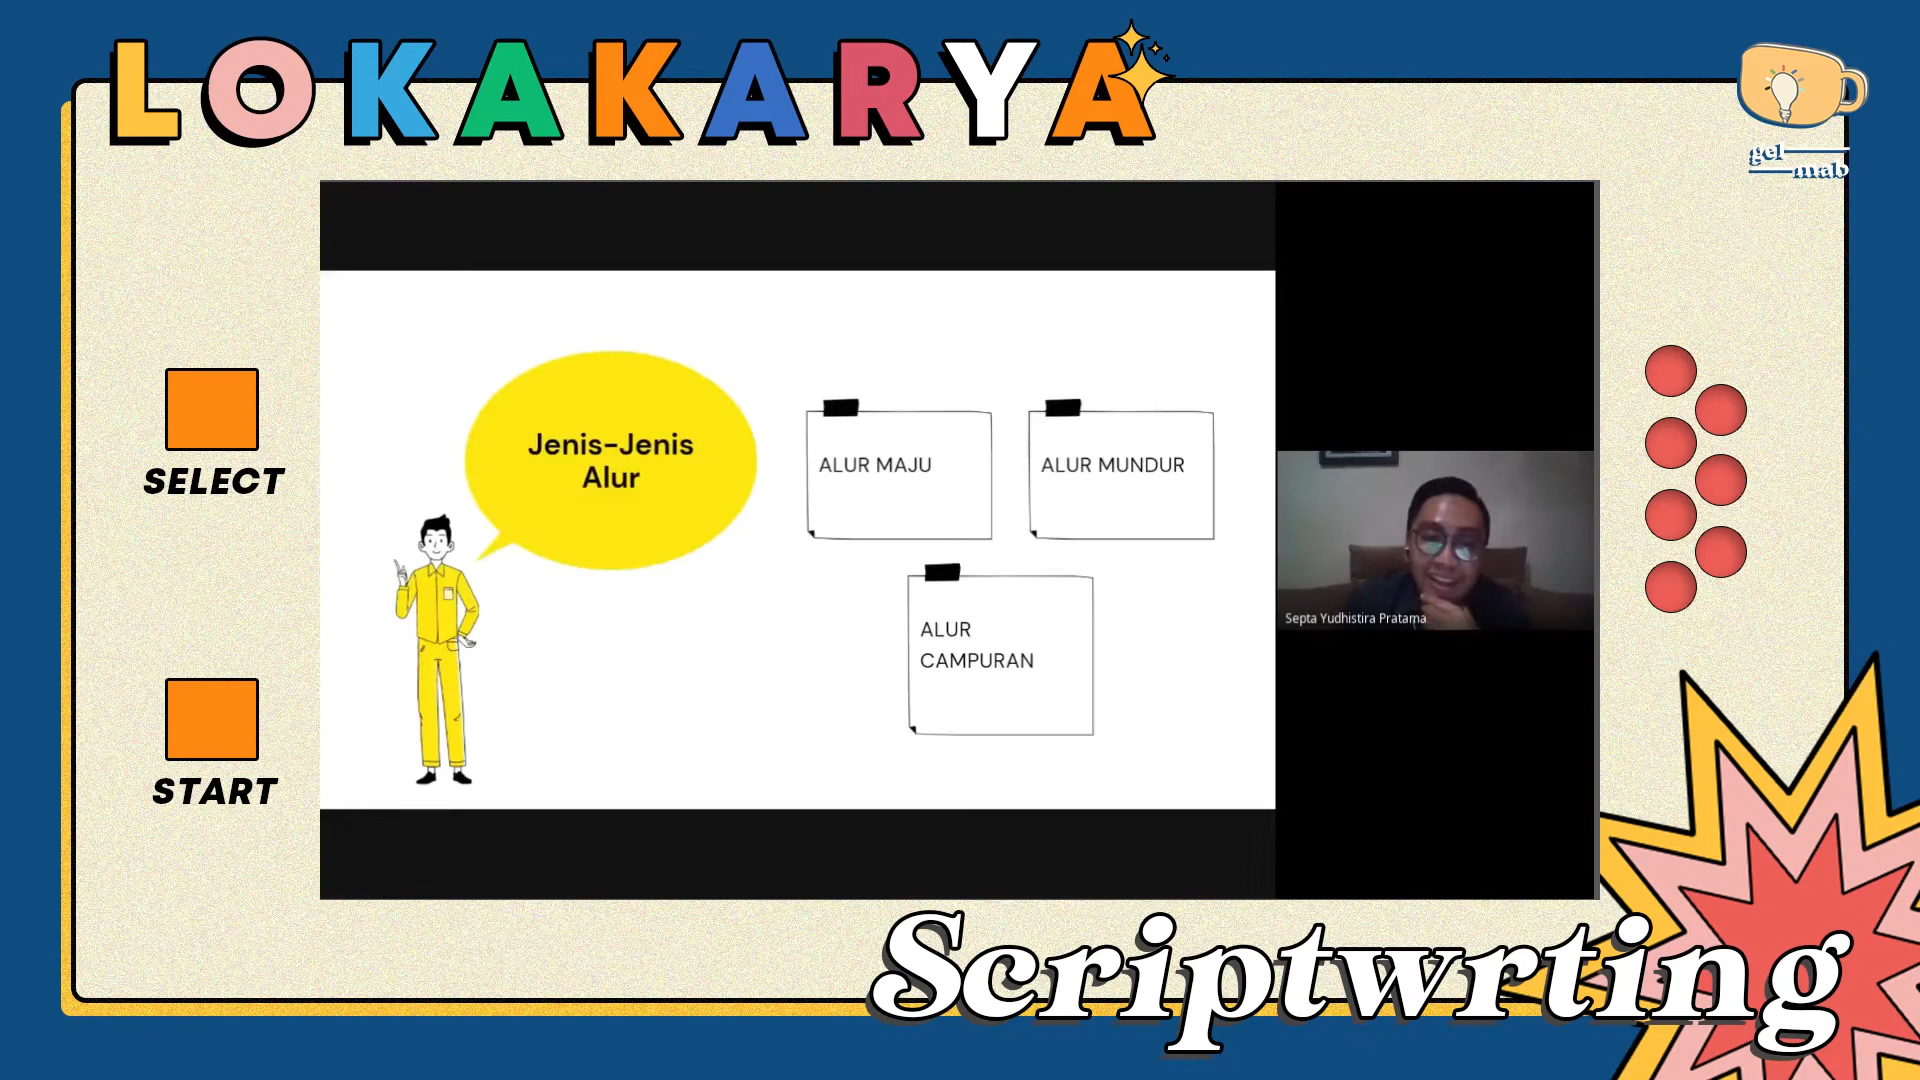 LOKAKARYA
gel
mab
Jenis-Jenis
Alur
ALUR MAJU
ALUR MUNDUR
ALUR
CAMPURAN
SELECT
START
Septa Yudhistira Pratama
Scriptwrting